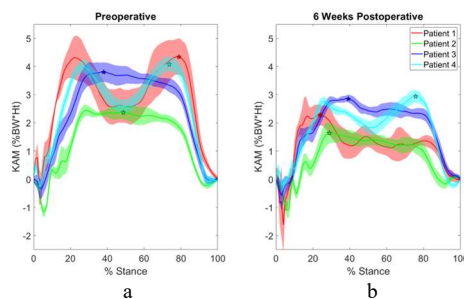 Preoperative
KAM (%BW*Ht)
5
4
3
2
1
0
-1
-2
0 20 40 60 80 100
% Stance
a
6 Weeks Postoperative
KAM (%BW*Ht)
5
4
3
2
1
0
-1
-2
0 20 40 60 80 100
% Stance
b
Patient 1
Patient 2
Patient 3
Patient 4